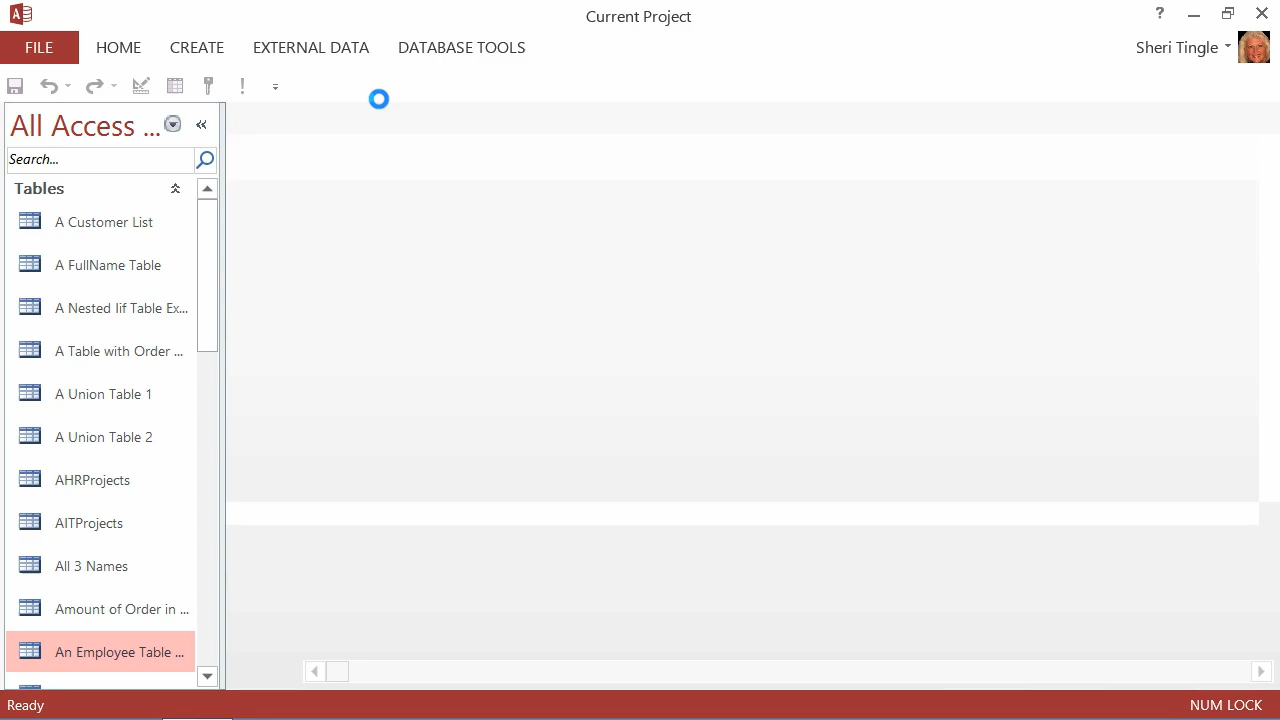 Current Project
FILE HOME CREATE EXTERNAL DATA DATABASE TOOLS Sheri Tingle
All Access ...
Search...
Tables
A Customer List
A FullName Table
A Nested Iif Table Ex...
A Table with Order ...
A Union Table 1
A Union Table 2
AHRProjects
AITProjects
All 3 Names
Amount of Order in ...
An Employee Table ...
Ready NUM LOCK